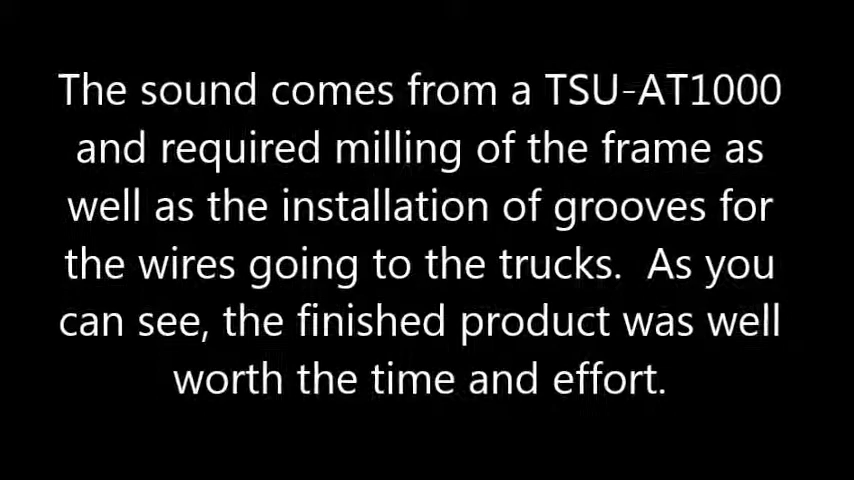 The sound comes from a TSU-AT1000
and required milling of the frame as
well as the installation of grooves for
the wires going to the trucks.  As you
can see, the finished product was well
worth the time and effort.